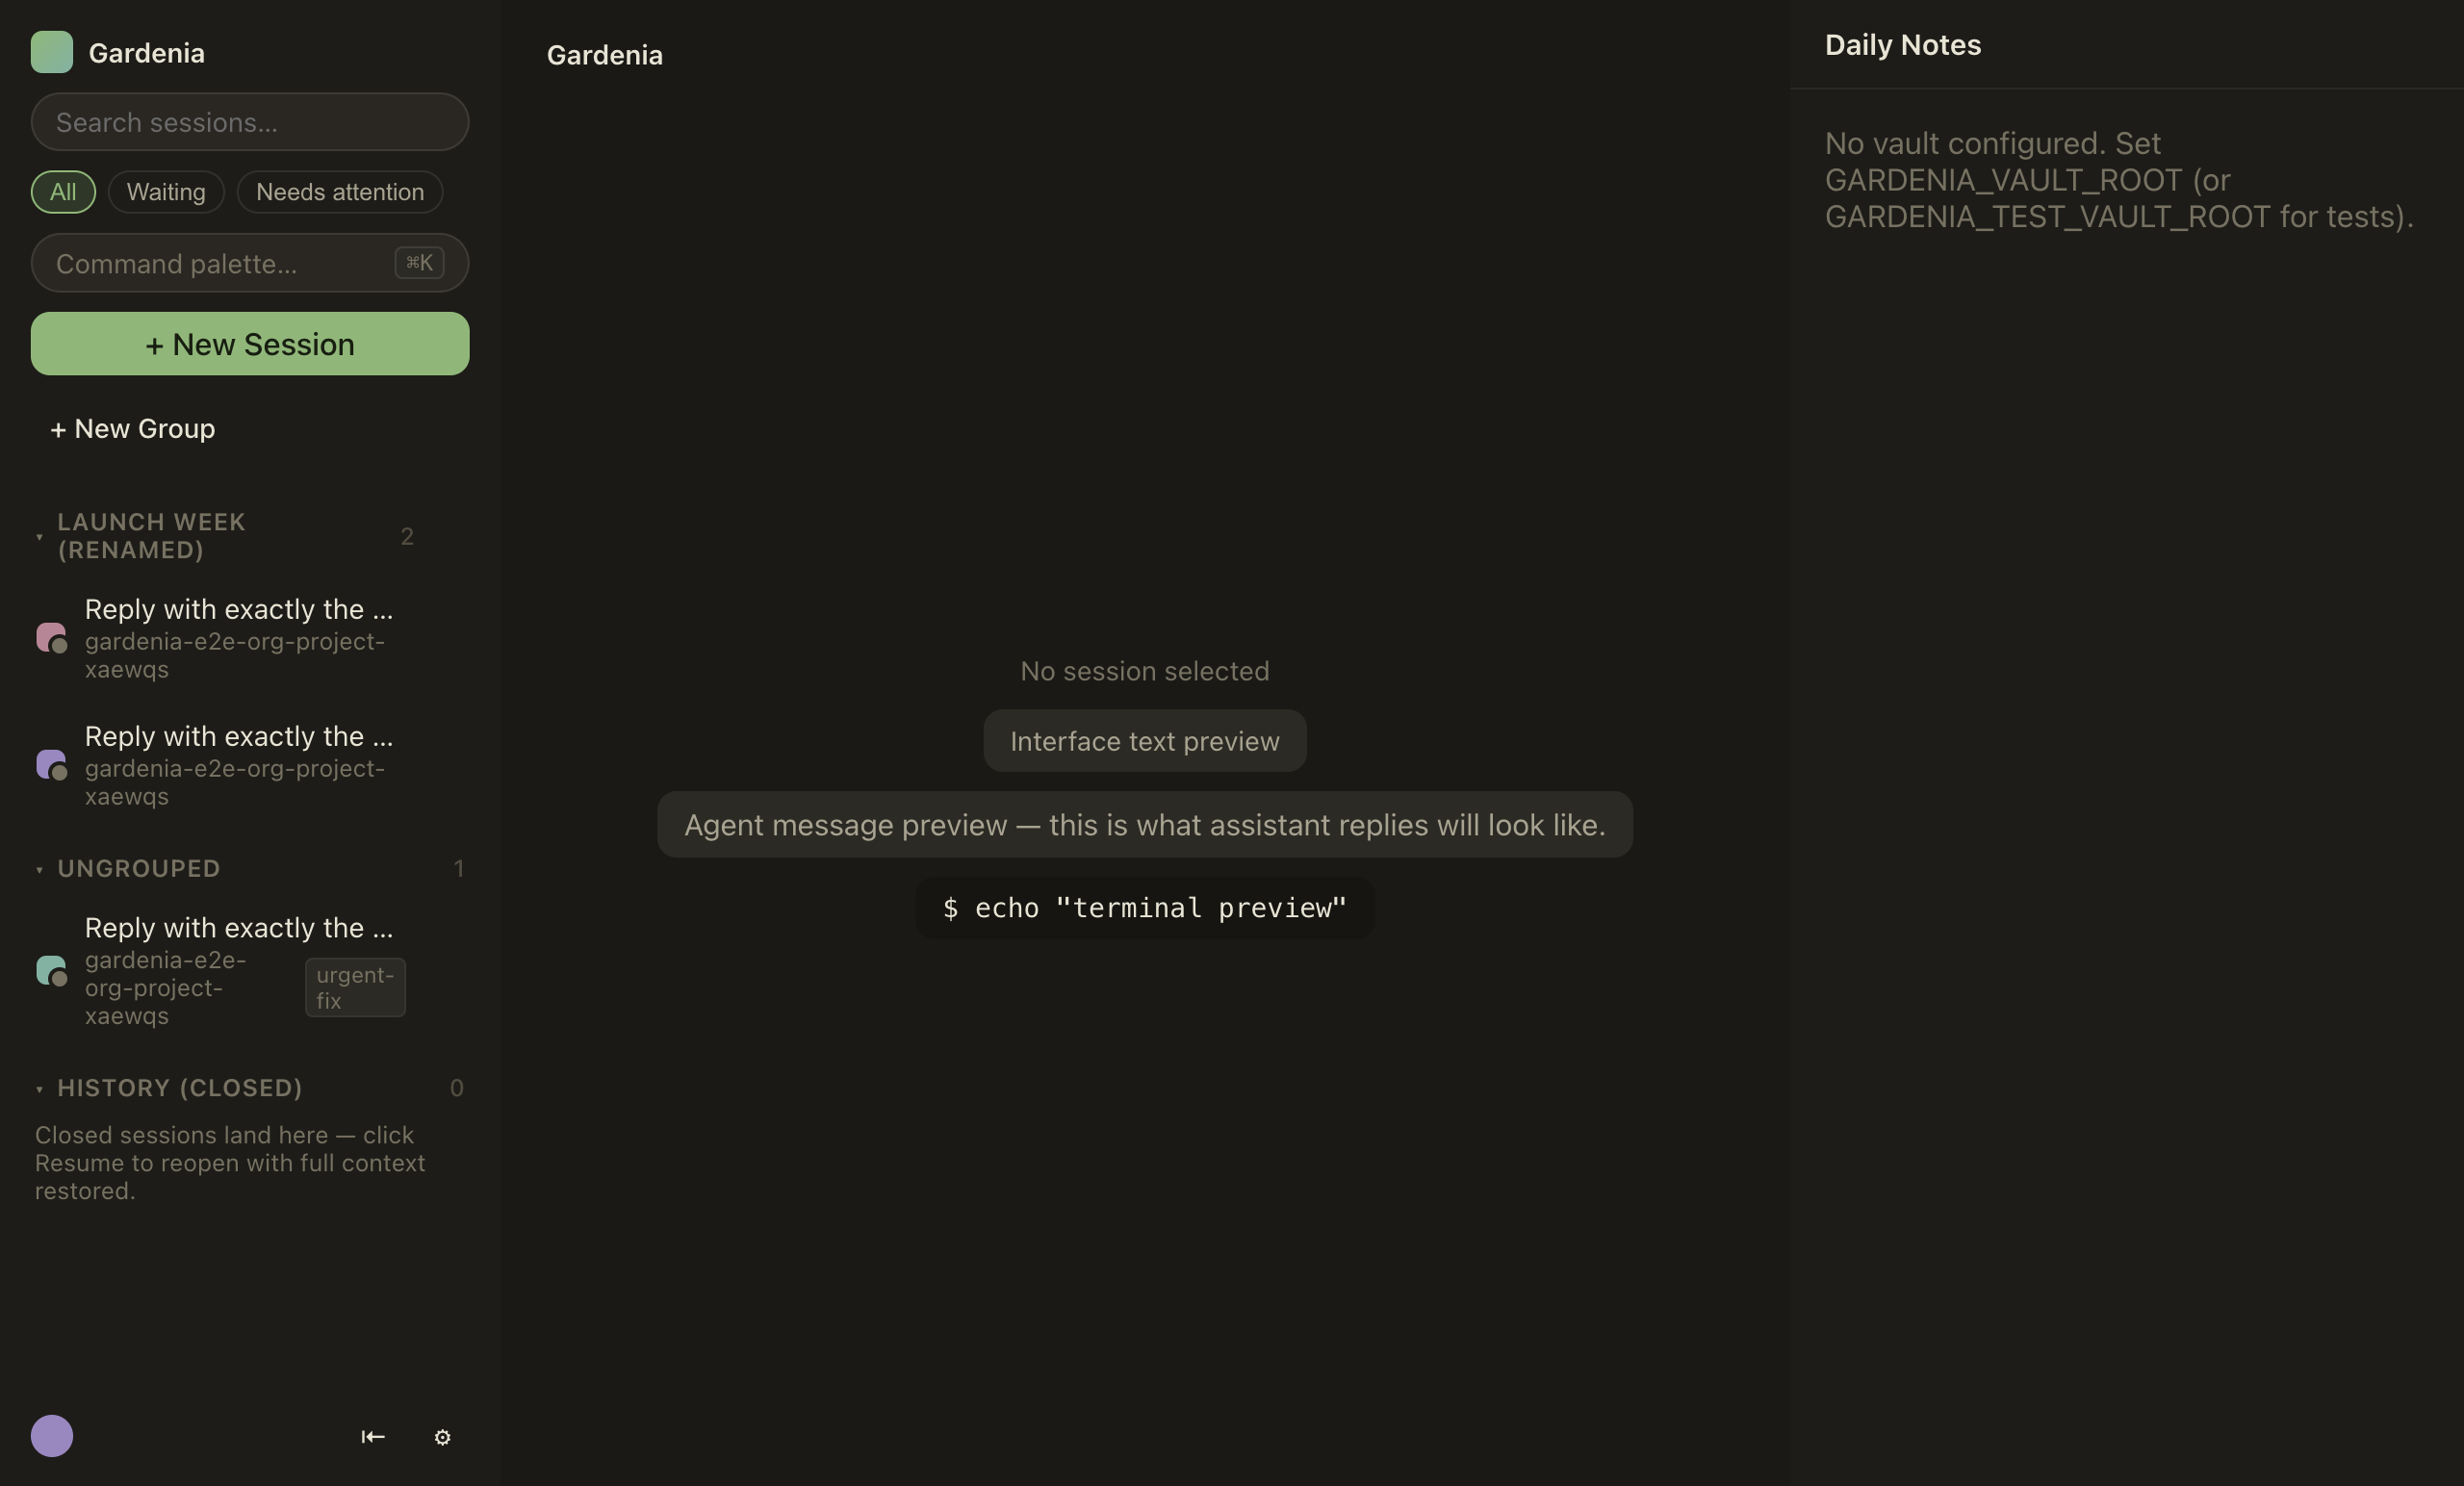 Gardenia
Search sessions...
All
Waiting
Needs attention
Command palette...
⌘K
+ New Session
+ New Group
LAUNCH WEEK
(RENAMED)
2
Reply with exactly the ...
gardenia-e2e-org-project-
xaewqs
Reply with exactly the ...
gardenia-e2e-org-project-
xaewqs
UNGROUPED
1
Reply with exactly the ...
gardenia-e2e-
org-project-
xaewqs
urgent-
fix
HISTORY (CLOSED)
0
Closed sessions land here — click
Resume to reopen with full context
restored.
Gardenia
No session selected
Interface text preview
Agent message preview — this is what assistant replies will look like.
$ echo "terminal preview"
Daily Notes
No vault configured. Set
GARDENIA_VAULT_ROOT (or
GARDENIA_TEST_VAULT_ROOT for tests).